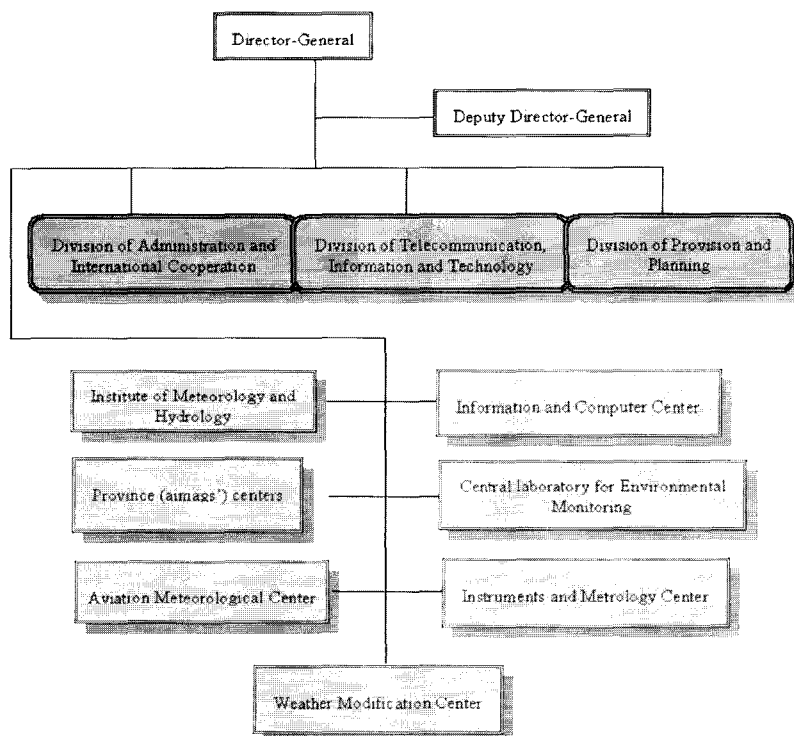 Director-General
Deputy Director-General
Division of Administration and
International Cooperation
Division of Telecommunication,
Information and Technology
Division of Provision and
Planning
Institute of Meteorology and
Hydrology
Information and Computer Center
Province (aimags') centers
Central laboratory for Environmental
Monitoring
Aviation Meteorological Center
Instruments and Metrology Center
Weather Modification Center